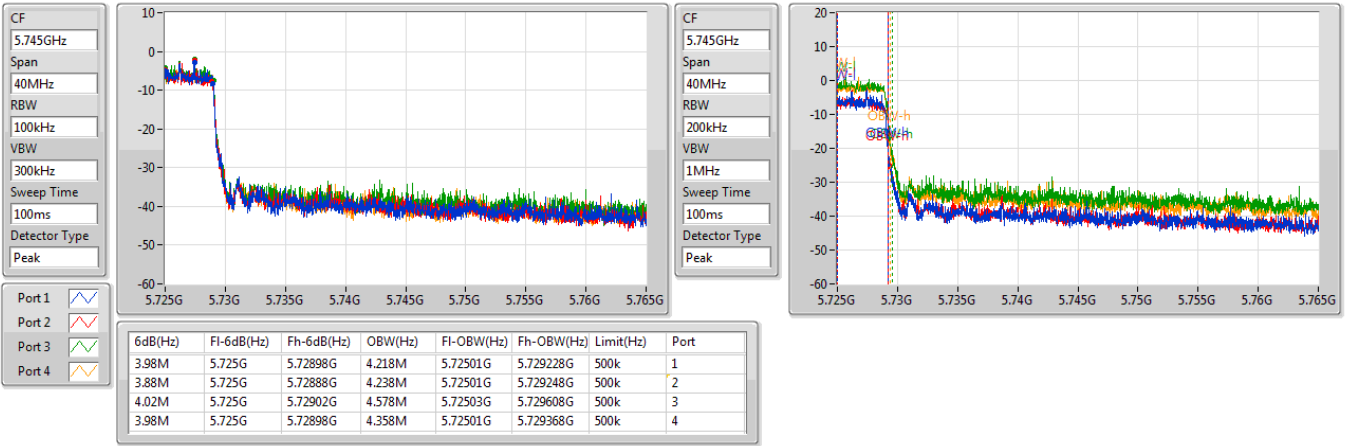 CF
5.745GHz
Span
40MHz
RBW
100kHz
VBW
300kHz
Sweep Time
100ms
Detector Type
Peak
10
0
-10
-20
-30
-40
-50
-60
5.725G 5.73G 5.735G 5.74G 5.745G 5.75G 5.755G 5.76G 5.765G
CF
5.745GHz
Span
40MHz
RBW
200kHz
VBW
1MHz
Sweep Time
100ms
Detector Type
Peak
20
10
0
-10
-20
-30
-40
-50
-60
OBW-h
OBW-h
5.725G 5.73G 5.735G 5.74G 5.745G 5.75G 5.755G 5.76G 5.765G
Port 1
Port 2
Port 3
Port 4
6dB(Hz) Fl-6dB(Hz) Fh-6dB(Hz) OBW(Hz) Fl-OBW(Hz) Fh-OBW(Hz) Limit(Hz) Port
3.98M 5.725G 5.72898G 4.218M 5.72501G 5.729228G 500k 1
3.88M 5.725G 5.72888G 4.238M 5.72501G 5.729248G 500k 2
4.02M 5.725G 5.72902G 4.578M 5.72503G 5.729608G 500k 3
3.98M 5.725G 5.72898G 4.358M 5.72501G 5.729368G 500k 4